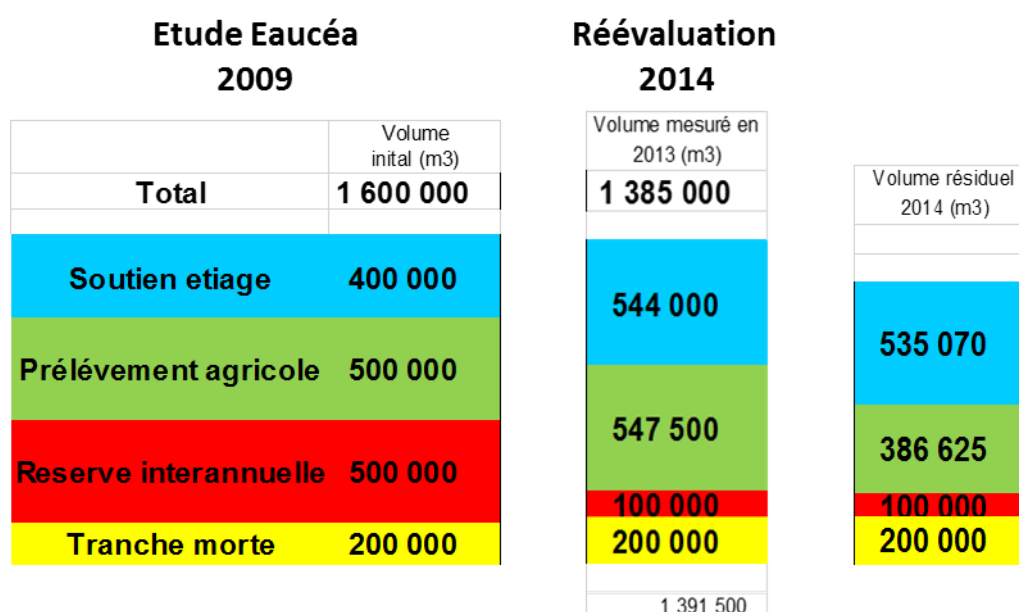 Etude Eaucéa
2009
Réévaluation
2014
Volume
inital (m3)
Total 1 600 000
Soutien etiage 400 000
Prélévement agricole 500 000
Reserve interannuelle 500 000
Tranche morte 200 000
Volume mesuré en
2013 (m3)
1 385 000
544 000
547 500
100 000
200 000
1 391 500
Volume résiduel
2014 (m3)
535 070
386 625
100 000
200 000